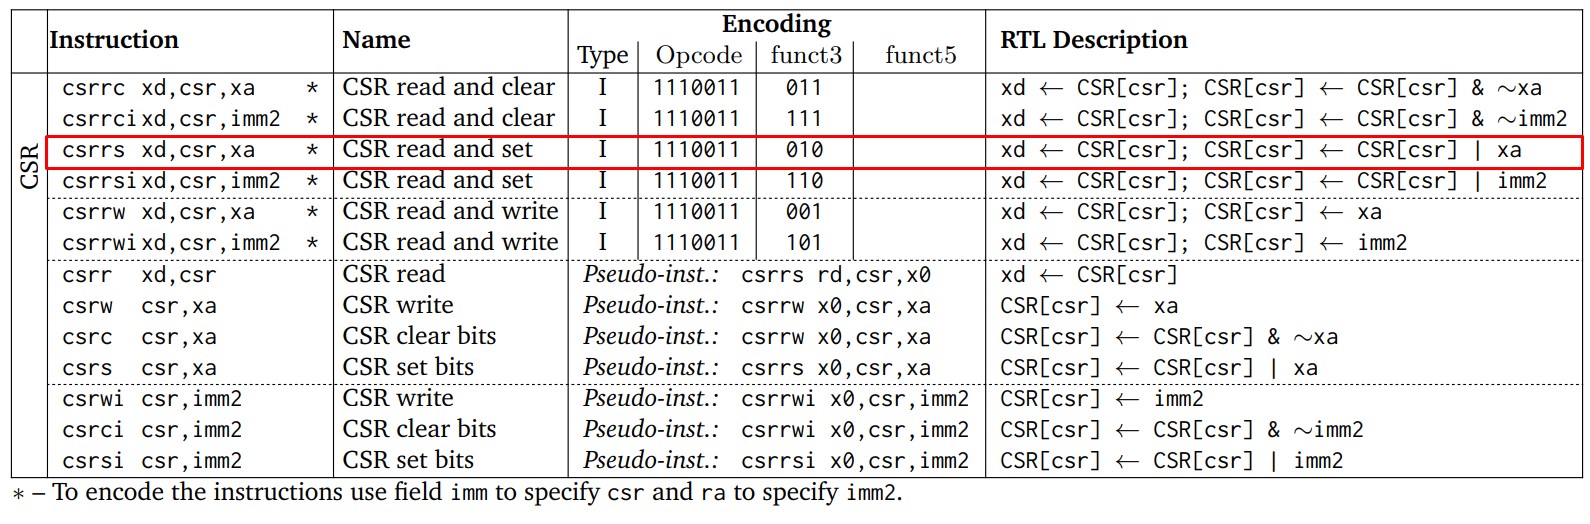 Instruction Name Encoding RTL Description
Type Opcode funct3 funct5
CSR
csrrc xd,csr,xa * CSR read and clear I 1110011 011 xd ← CSR[csr]; CSR[csr] ← CSR[csr] & ~xa
csrrci xd,csr,imm2 * CSR read and clear I 1110011 111 xd ← CSR[csr]; CSR[csr] ← CSR[csr] & ~imm2
csrrs xd,csr,xa * CSR read and set I 1110011 010 xd ← CSR[csr]; CSR[csr] ← CSR[csr] | xa
csrrsi xd,csr,imm2 * CSR read and set I 1110011 110 xd ← CSR[csr]; CSR[csr] ← CSR[csr] | imm2
csrrw xd,csr,xa * CSR read and write I 1110011 001 xd ← CSR[csr]; CSR[csr] ← xa
csrrwi xd,csr,imm2 * CSR read and write I 1110011 101 xd ← CSR[csr]; CSR[csr] ← imm2
csrr xd,csr CSR read Pseudo-inst.: csrrs rd,csr,x0 xd ← CSR[csr]
csrw csr,xa CSR write Pseudo-inst.: csrrw x0,csr,xa CSR[csr] ← xa
csrc csr,xa CSR clear bits Pseudo-inst.: csrrw x0,csr,xa CSR[csr] ← CSR[csr] & ~xa
csrs csr,xa CSR set bits Pseudo-inst.: csrrs x0,csr,xa CSR[csr] ← CSR[csr] | xa
csrwi csr,imm2 CSR write Pseudo-inst.: csrrwi x0,csr,imm2 CSR[csr] ← imm2
csrci csr,imm2 CSR clear bits Pseudo-inst.: csrrwi x0,csr,imm2 CSR[csr] ← CSR[csr] & ~imm2
csrsi csr,imm2 CSR set bits Pseudo-inst.: csrrsi x0,csr,imm2 CSR[csr] ← CSR[csr] | imm2
* – To encode the instructions use field imm to specify csr and ra to specify imm2.